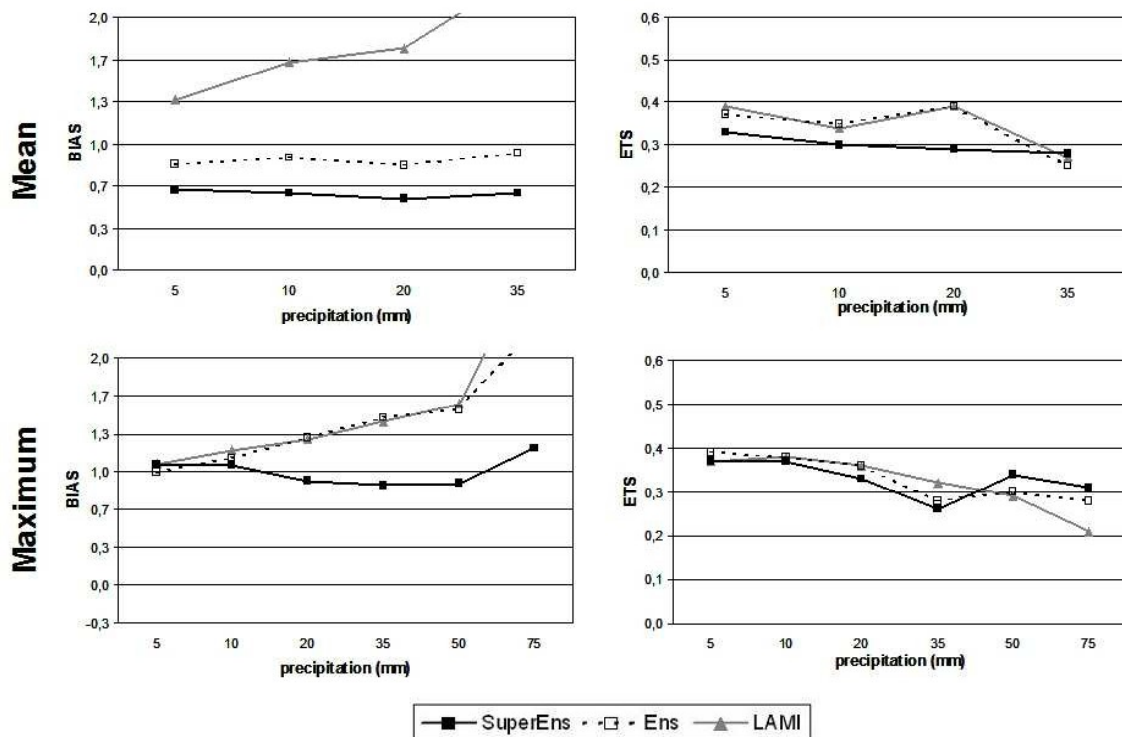 Mean
BIAS
2,0
1,7
1,3
1,0
0,7
0,3
0,0
5 10 20 35
precipitation (mm)
ETS
0,6
0,5
0,4
0,3
0,2
0,1
0,0
5 10 20 35
precipitation (mm)
Maximum
BIAS
2,0
1,7
1,3
1,0
0,7
0,3
0,0
-0,3
5 10 20 35 50 75
precipitation (mm)
ETS
0,6
0,5
0,4
0,3
0,2
0,1
0,0
5 10 20 35 50 75
precipitation (mm)
SuperEns Ens LAMI